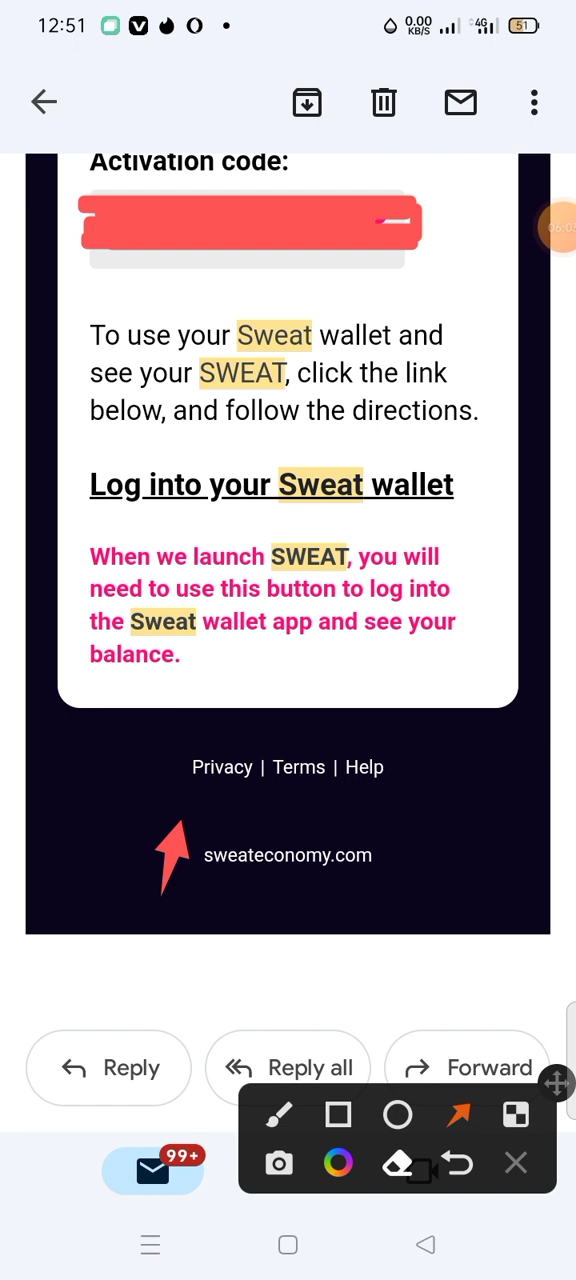 12:51
0.00
KB/S
4G
51
Activation code:
06:03
To use your Sweat wallet and
see your SWEAT, click the link
below, and follow the directions.
Log into your Sweat wallet
When we launch SWEAT, you will
need to use this button to log into
the Sweat wallet app and see your
balance.
Privacy | Terms | Help
sweateconomy.com
Reply
Reply all
Forward
99+